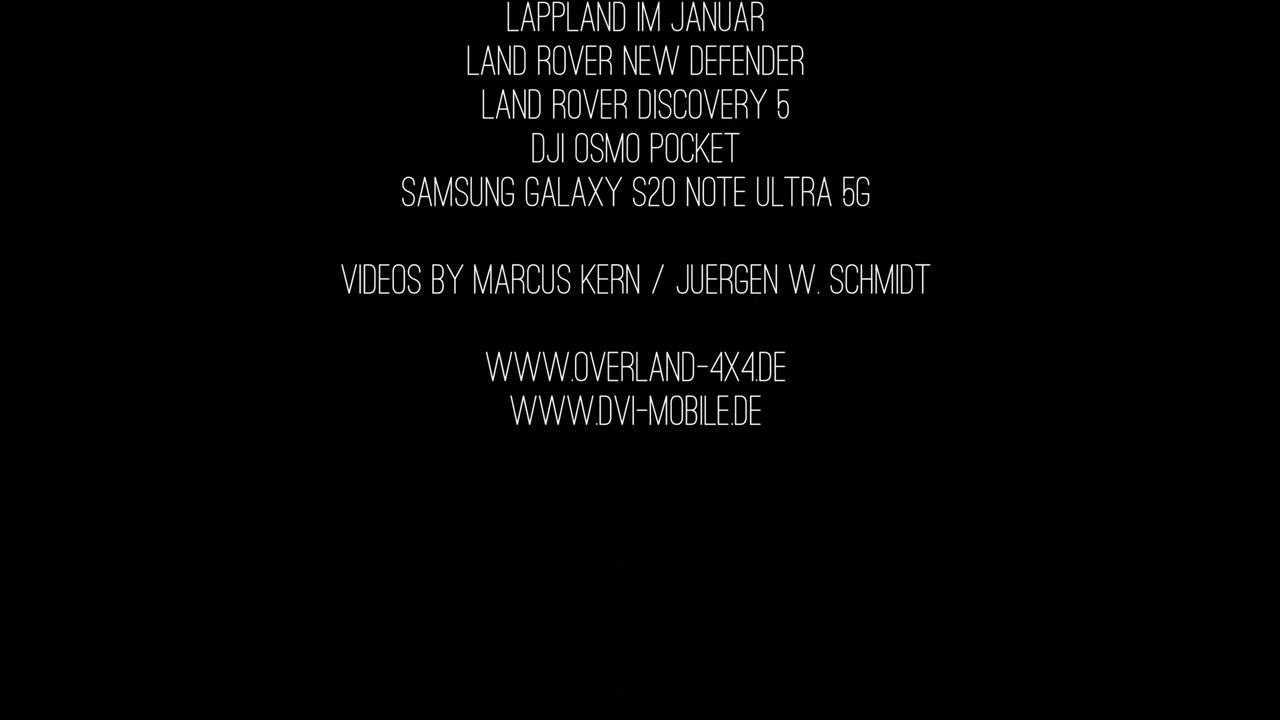 LAPPLAND IM JANUAR
LAND ROVER NEW DEFENDER
LAND ROVER DISCOVERY 5
DJI OSMO POCKET
SAMSUNG GALAXY S20 NOTE ULTRA 5G
VIDEOS BY MARCUS KERN / JUERGEN W. SCHMIDT
WWW.OVERLAND-4X4.DE
WWW.DVI-MOBILE.DE